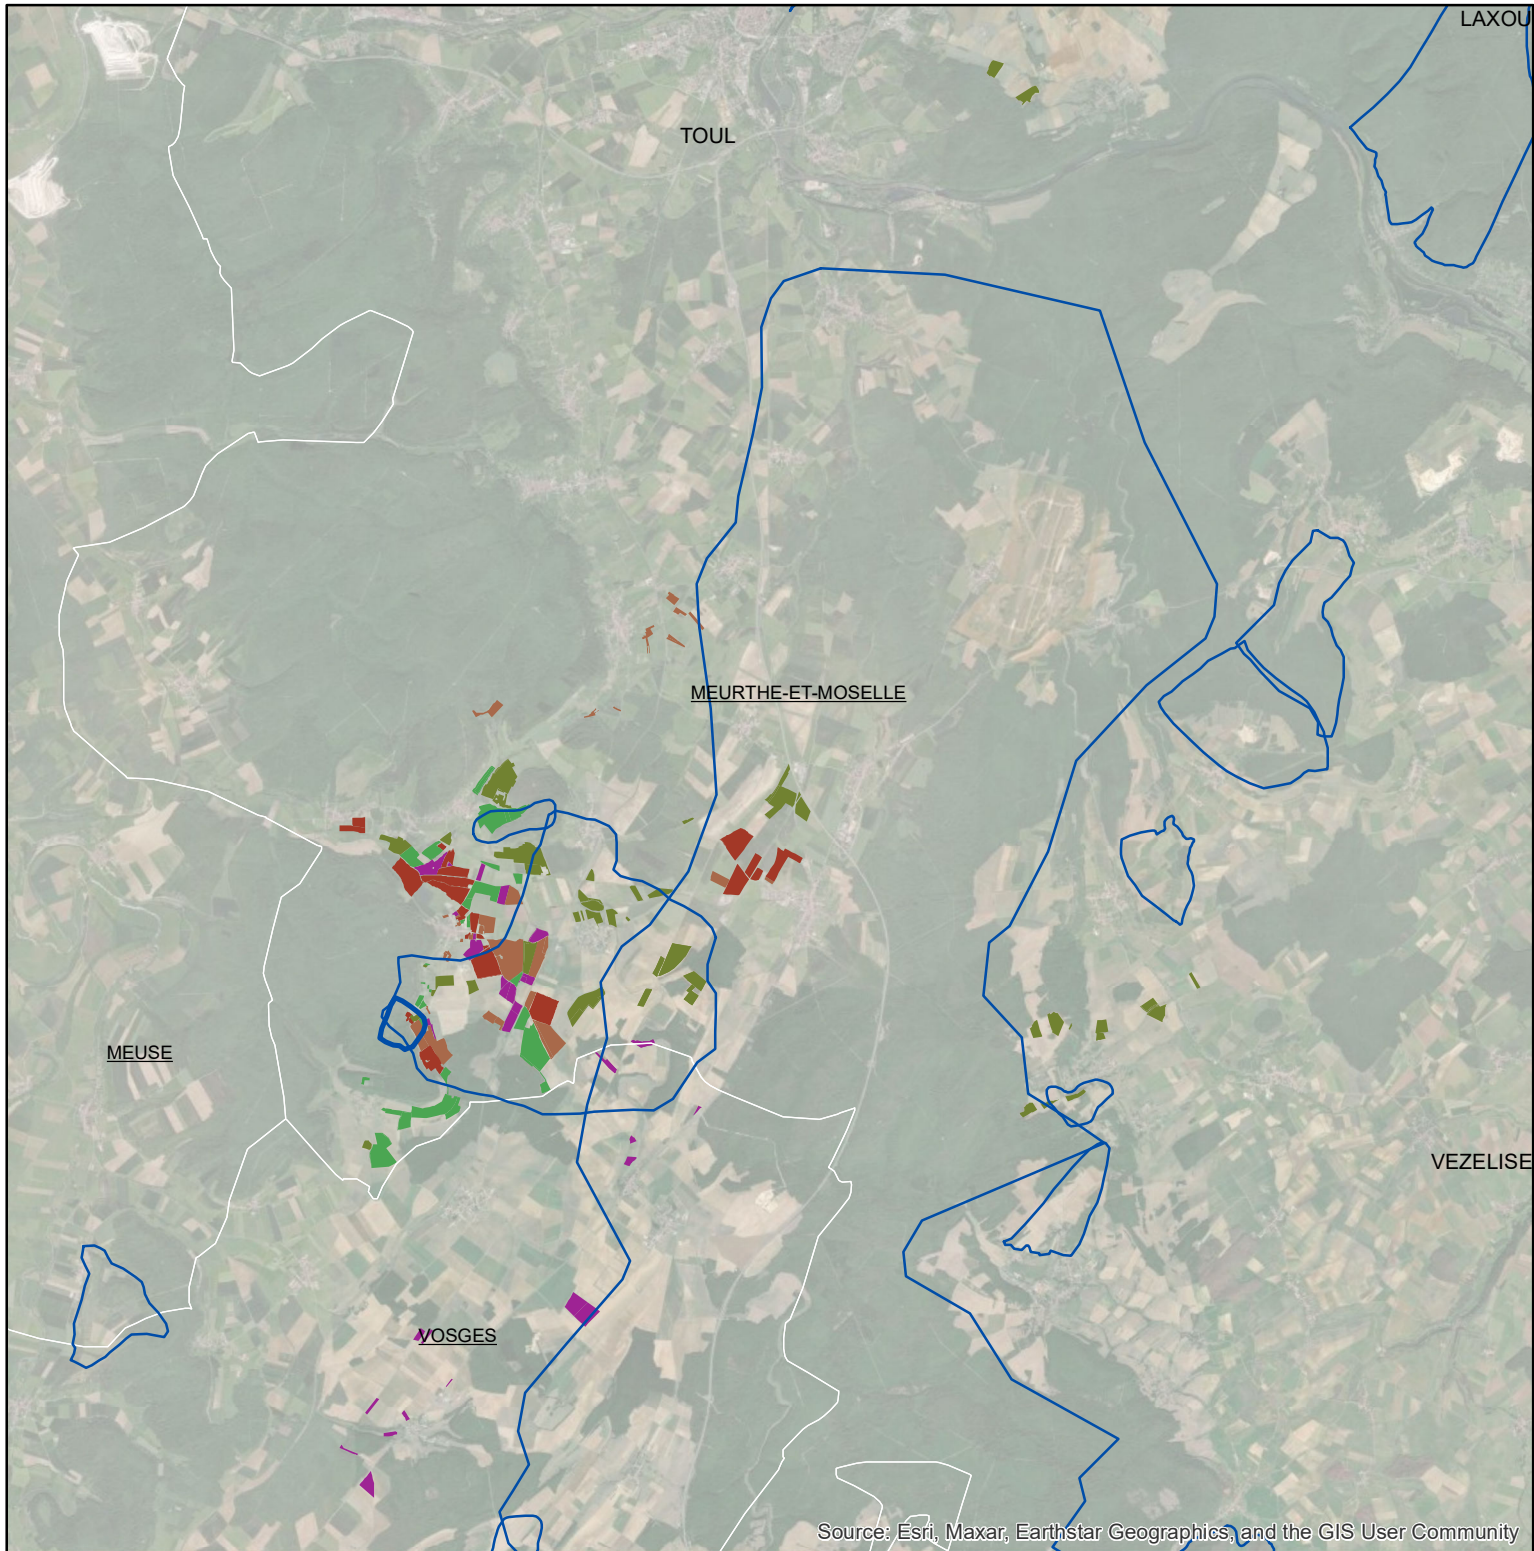 LAXOU
TOUL
MEURTHE-ET-MOSELLE
MEUSE
VEZELISE
VOSGES
Source: Esri, Maxar, Earthstar Geographics, and the GIS User Community